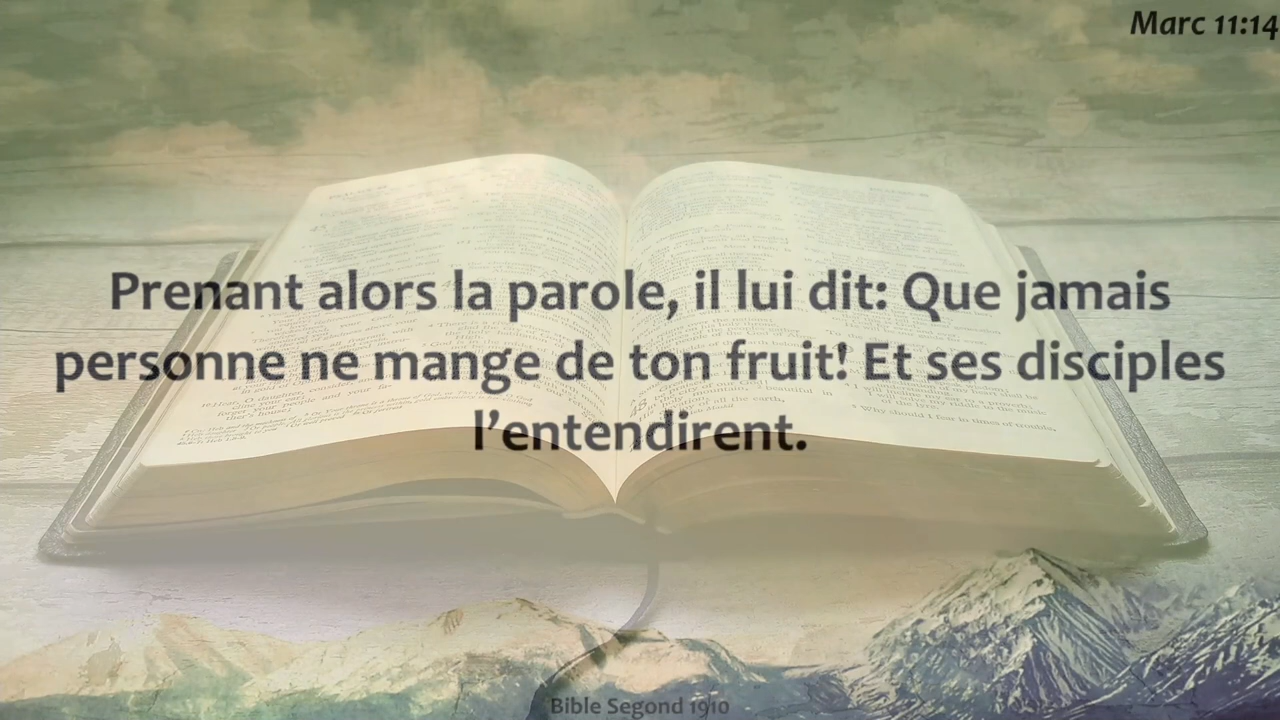 Marc 11:14
Prenant alors la parole, il lui dit: Que jamais
personne ne mange de ton fruit! Et ses disciples
l’entendirent.
Bible Segond 1910